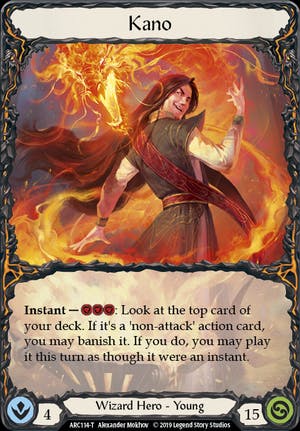 Kano
Instant — : Look at the top card of
your deck. If it's a 'non-attack' action card,
you may banish it. If you do, you may play
it this turn as though it were an instant.
4
Wizard Hero - Young
15
ARC114-T Alexander Mokhov © 2019 Legend Story Studios